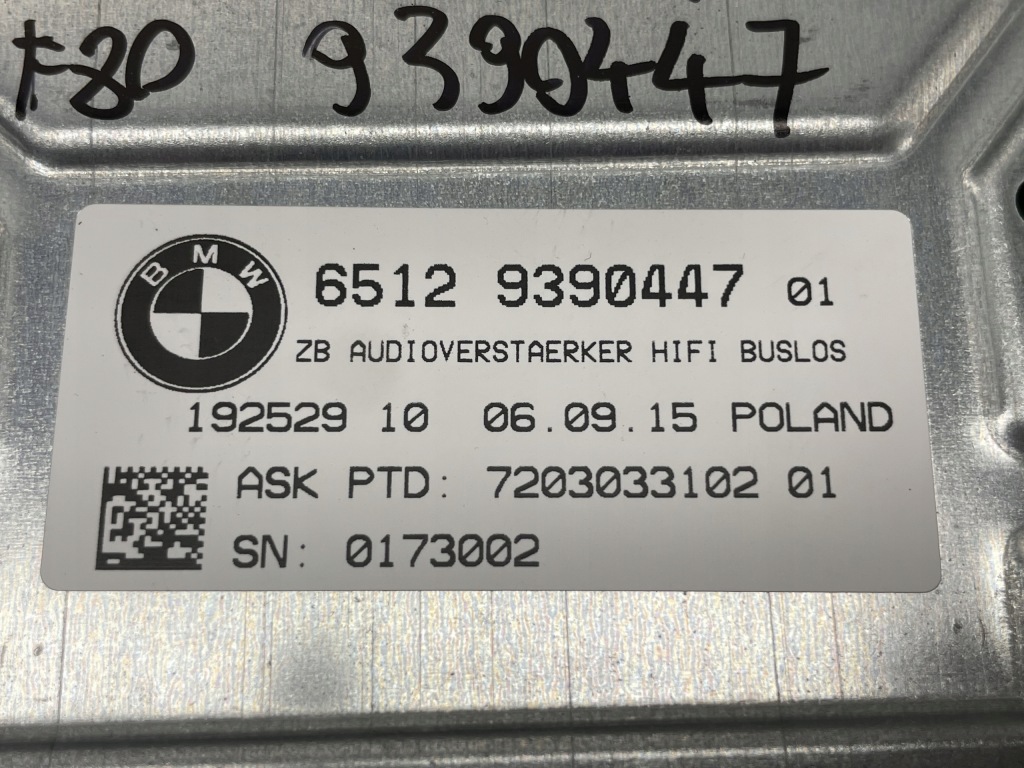 F80 9390447
BMW
6512 9390447 01
ZB AUDIOVERSTAERKER HIFI BUSLOS
192529 10 06.09.15 POLAND
ASK PTD: 7203033102 01
SN: 0173002